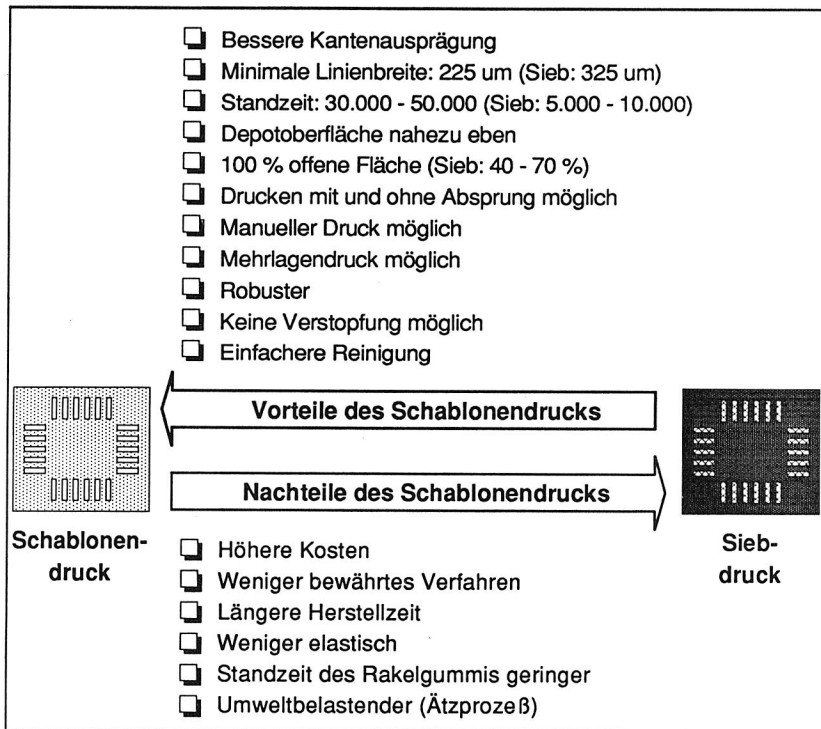 Bessere Kantenausprägung
Minimale Linienbreite: 225 um (Sieb: 325 um)
Standzeit: 30.000 - 50.000 (Sieb: 5.000 - 10.000)
Depotoberfläche nahezu eben
100 % offene Fläche (Sieb: 40 - 70 %)
Drucken mit und ohne Absprung möglich
Manueller Druck möglich
Mehrlagendruck möglich
Robuster
Keine Verstopfung möglich
Einfachere Reinigung
Vorteile des Schablonendrucks
Nachteile des Schablonendrucks
Schablonen-
druck
Sieb-
druck
Höhere Kosten
Weniger bewährtes Verfahren
Längere Herstellzeit
Weniger elastisch
Standzeit des Rakelgummis geringer
Umweltbelastender (Ätzprozeß)